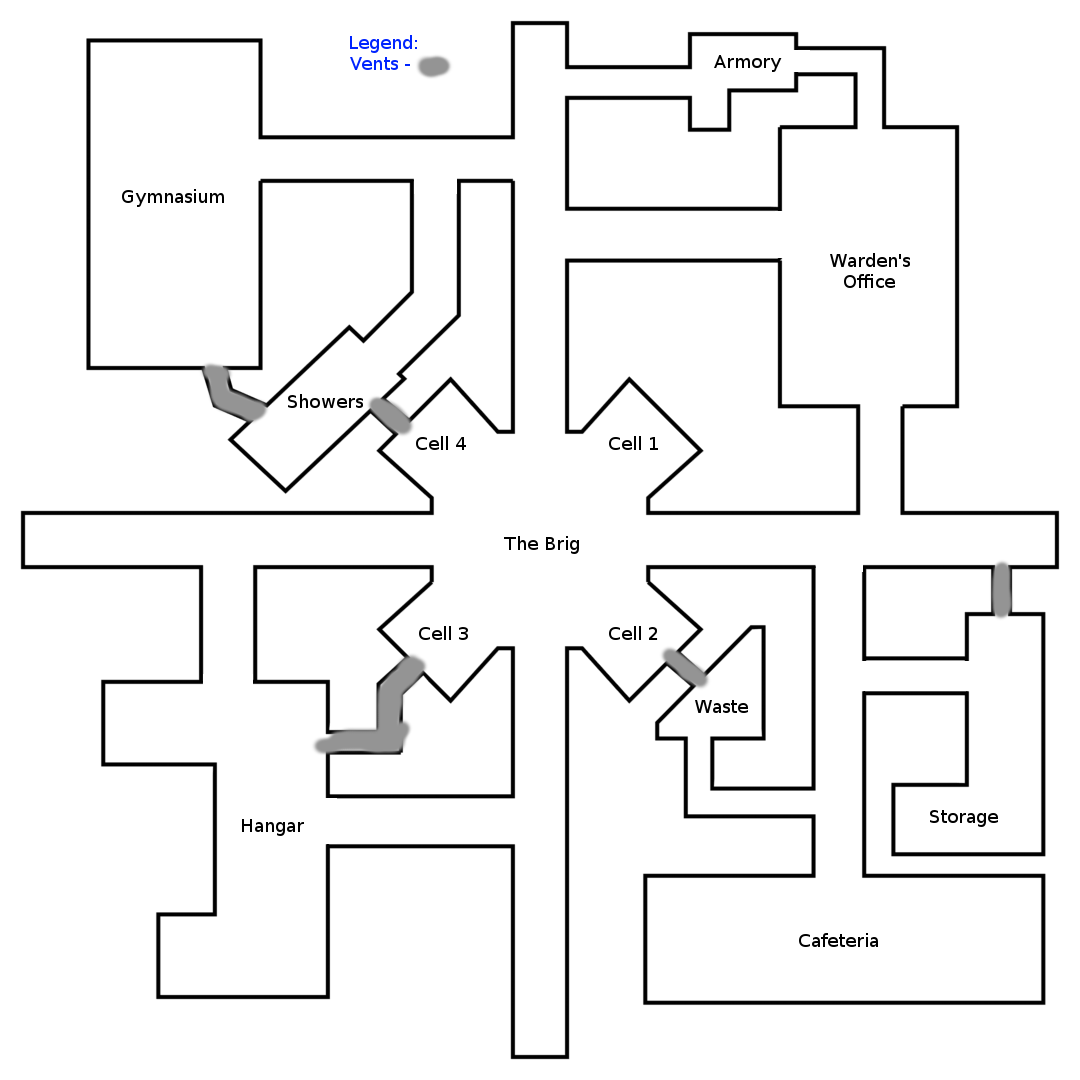 Legend:
Vents -
Armory
Gymnasium
Warden's
Office
Showers
Cell 4
Cell 1
The Brig
Cell 3
Cell 2
Waste
Hangar
Storage
Cafeteria